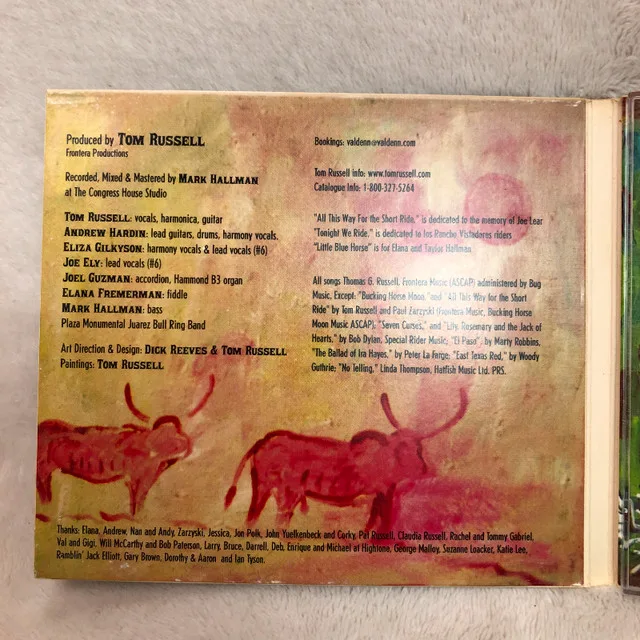 Produced by TOM RUSSELL
Frontera Productions
Recorded, Mixed & Mastered by MARK HALLMAN
at The Congress House Studio
TOM RUSSELL: vocals, harmonica, guitar
ANDREW HARDIN: lead guitars, drums, harmony vocals.
ELIZA GILKYSON: harmony vocals & lead vocals (#6)
JOE ELY: lead vocals (#6)
JOEL GUZMAN: accordion, Hammond B3 organ
ELANA FREMERMAN: fiddle
MARK HALLMAN: bass
Plaza Monumental Juarez Bull Ring Band
Art Direction & Design: DICK REEVES & TOM RUSSELL
Paintings: TOM RUSSELL
Bookings: valdenn@valdenn.com
Tom Russell info: www.tomrussell.com
Catalogue Info: 1-800-327-5264
"All This Way For the Short Ride," is dedicated to the memory of Joe Lear
"Tonight We Ride," is dedicated to los Rancho Vistadores riders
"Little Blue Horse" is for Elana and Taylor Hallman
All songs Thomas G. Russell, Frontera Music (ASCAP) administered by Bug
Music, Except: "Bucking Horse Moon," and "All This Way for the Short
Ride" by Tom Russell and Paul Zarzyski (Frontera Music, Bucking Horse
Moon Music ASCAP), "Seven Curses," and "Lily, Rosemary and the Jack of
Hearts," by Bob Dylan, Special Rider Music; "El Paso", by Marty Robbins,
"The Ballad of Ira Hayes," by Peter La Farge; "East Texas Red," by Woody
Guthrie; "No Telling," Linda Thompson, Hatfish Music Ltd. PRS.
Thanks: Elana, Andrew, Nan and Andy, Zarzyski, Jessica, Jon Polk, John Yuelkenbeck and Corky, Pat Russell, Claudia Russell, Rachel and Tommy, Gabriel,
Val and Gigi, Will McCarthy and Bob Paterson, Larry, Bruce, Darrell, Deb, Enrique and Michael at Hightone, George Malloy, Suzanne Loacker, Katie Lee,
Ramblin' Jack Elliott, Gary Brown, Dorothy & Aaron and Ian Tyson.